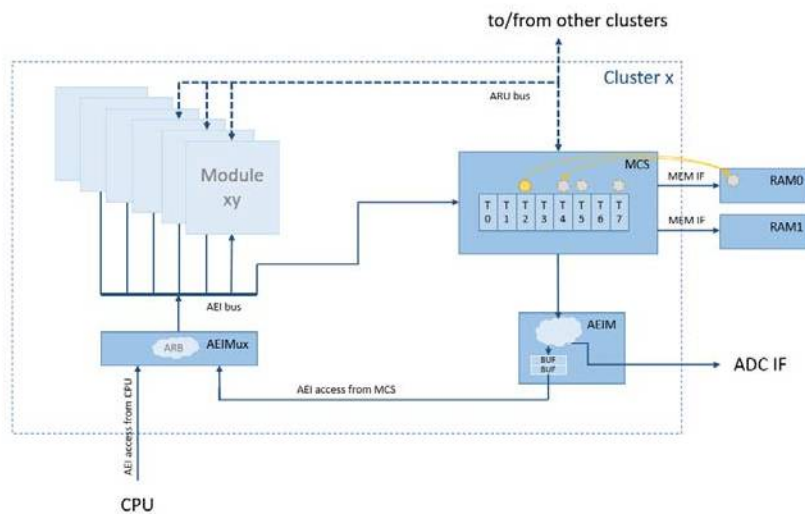 to/from other clusters
Cluster x
ARU bus
Module
xy
MCS
T T T T T T T T
0 1 2 3 4 5 6 7
MEM IF
RAM0
MEM IF
RAM1
AEI bus
ARB
AEIMux
AEIM
BUF
BUF
ADC IF
AEI access from MCS
AEI access from CPU
CPU